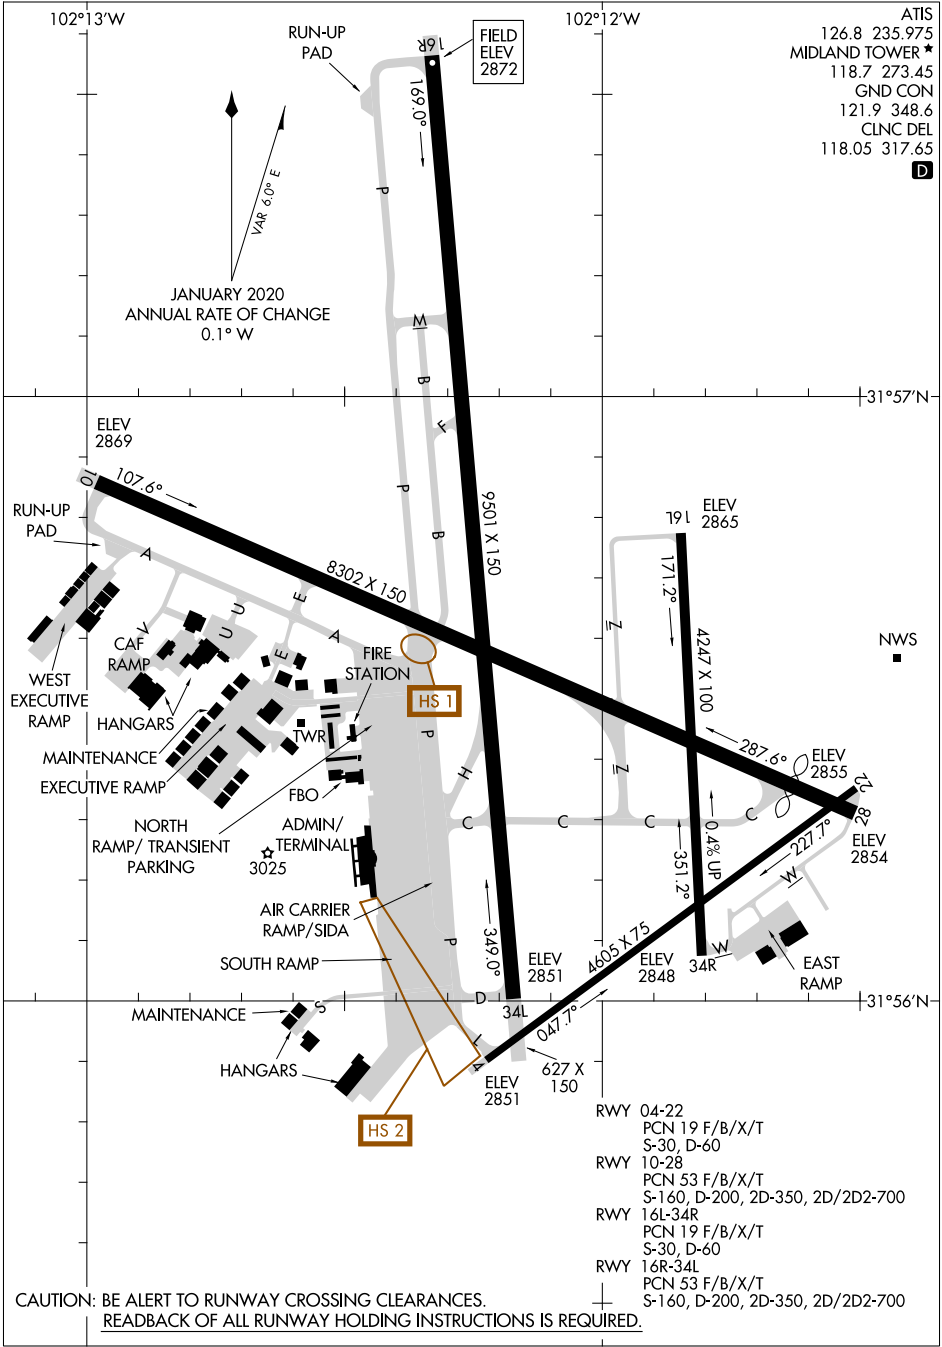 102°13'W
102°12'W
ATIS
126.8 235.975
MIDLAND TOWER★
118.7 273.45
GND CON
121.9 348.6
CLNC DEL
118.05 317.65
D
RUN-UP
PAD
16R
FIELD
ELEV
2872
169.0°
VAR 6.0° E
P
JANUARY 2020
ANNUAL RATE OF CHANGE
0.1° W
M
B
31°57'N
F
ELEV
2869
10
107.6°
P
9501 X 150
RUN-UP
PAD
A
B
8302 X 150
16L
ELEV
2865
171.2°
E
U
U
V
A
Z
4247 X 100
NWS
CAF
RAMP
E
FIRE
STATION
WEST
EXECUTIVE
RAMP
HANGARS
HS 1
TWR
P
MAINTENANCE
287.6°
ELEV
2855
EXECUTIVE RAMP
H
Z
FBO
22
28
NORTH
RAMP/ TRANSIENT
PARKING
ADMIN/
TERMINAL
C
C
C
C
3025
0.4% UP
351.2°
227.7°
ELEV
2854
W
AIR CARRIER
RAMP/SIDA
P
349.0°
4605 X 75
W
SOUTH RAMP
ELEV
2851
ELEV
2848
34R
EAST
RAMP
D
31°56'N
MAINTENANCE
S
34L
047.7°
L
4
HANGARS
ELEV
2851
627 X
150
HS 2
RWY 04-22
PCN 19 F/B/X/T
S-30, D-60
RWY 10-28
PCN 53 F/B/X/T
S-160, D-200, 2D-350, 2D/2D2-700
RWY 16L-34R
PCN 19 F/B/X/T
S-30, D-60
RWY 16R-34L
PCN 53 F/B/X/T
S-160, D-200, 2D-350, 2D/2D2-700
CAUTION: BE ALERT TO RUNWAY CROSSING CLEARANCES.
READBACK OF ALL RUNWAY HOLDING INSTRUCTIONS IS REQUIRED.